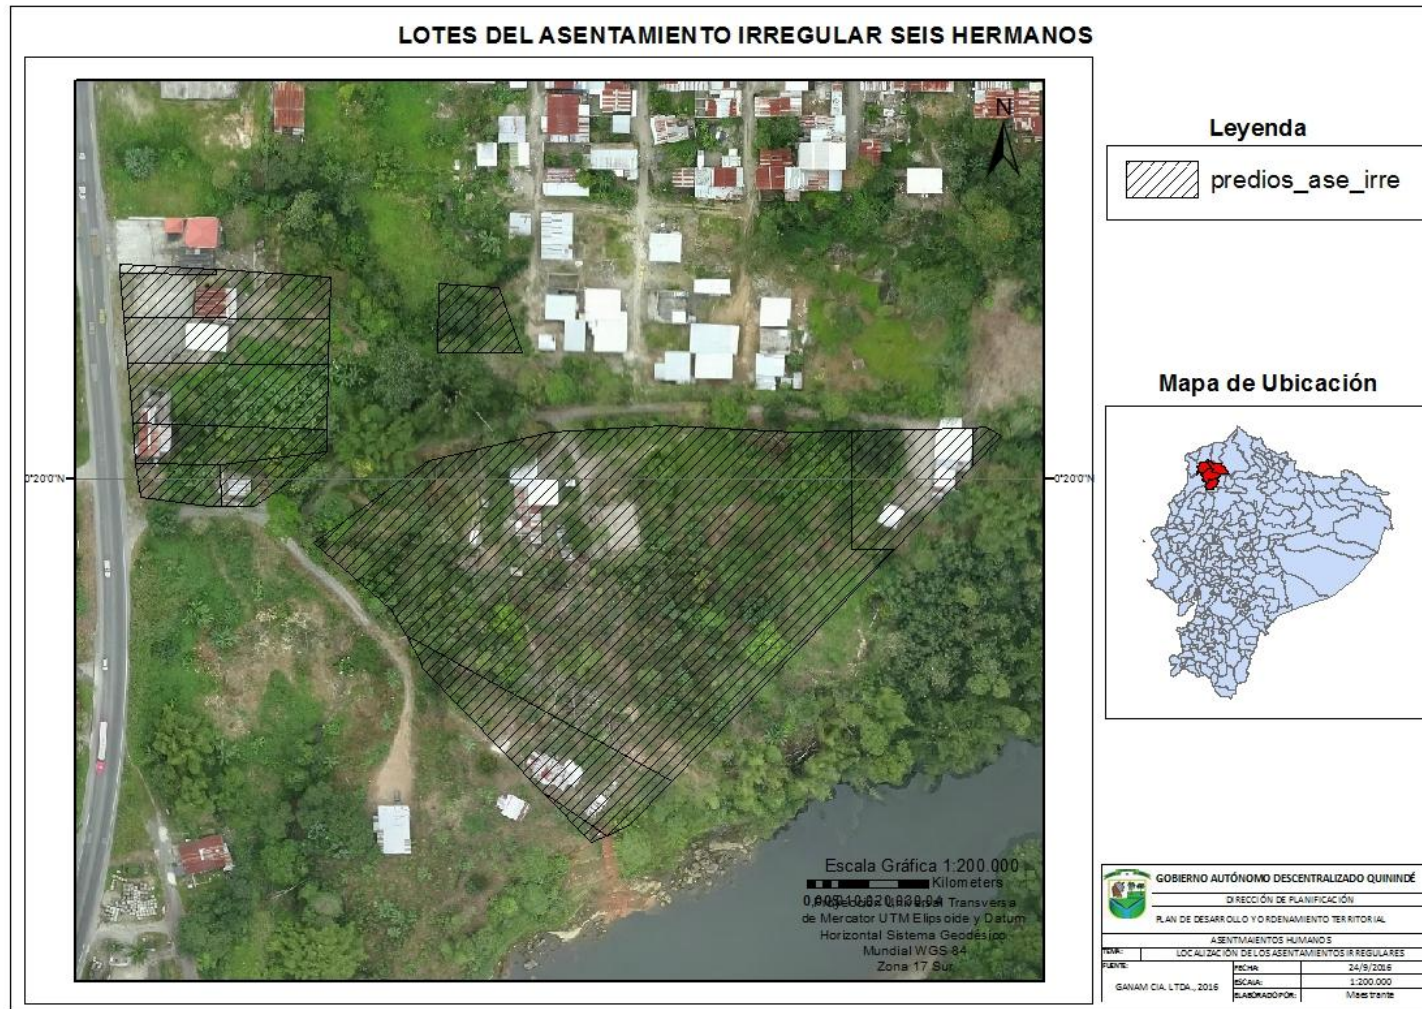 LOTES DEL ASENTAMIENTO IRREGULAR SEIS HERMANOS
N
Leyenda
predios_ase_irre
Mapa de Ubicación
0°20'0"N
0°20'0"N
Escala Gráfica 1:200.000
Kilometers
Proyección Universal Transversa
de Mercator UTM Elipsoide y Datum
Horizontal Sistema Geodésico
Mundial WGS 84
Zona 17 Sur
GOBIERNO AUTÓNOMO DESCENTRALIZADO QUININDÉ
DIRECCIÓN DE PLANIFICACIÓN
PLAN DE DESARROLLO Y ORDENAMIENTO TERRITORIAL
ASENTMAIENTOS HUMANOS
TEMA: LOCALIZACIÓN DE LOS ASENTAMIENTOS IRREGULARES
FUENTE:
GANAM CIA. LTDA., 2016
FECHA: 24/9/2016
ESCALA: 1:200.000
ELABORADO POR: Maestrante